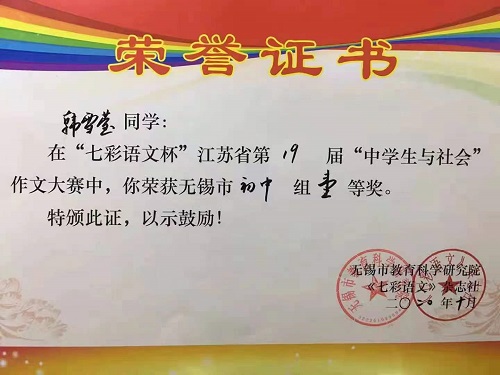 荣誉证书
韩雪莹 同学：
在“七彩语文杯”江苏省第 19 届“中学生与社会”
作文大赛中，你荣获无锡市 初中 组 壹 等奖。
特颁此证，以示鼓励！
无锡市教育科学研究院
《七彩语文》杂志社
二〇二〇年十月